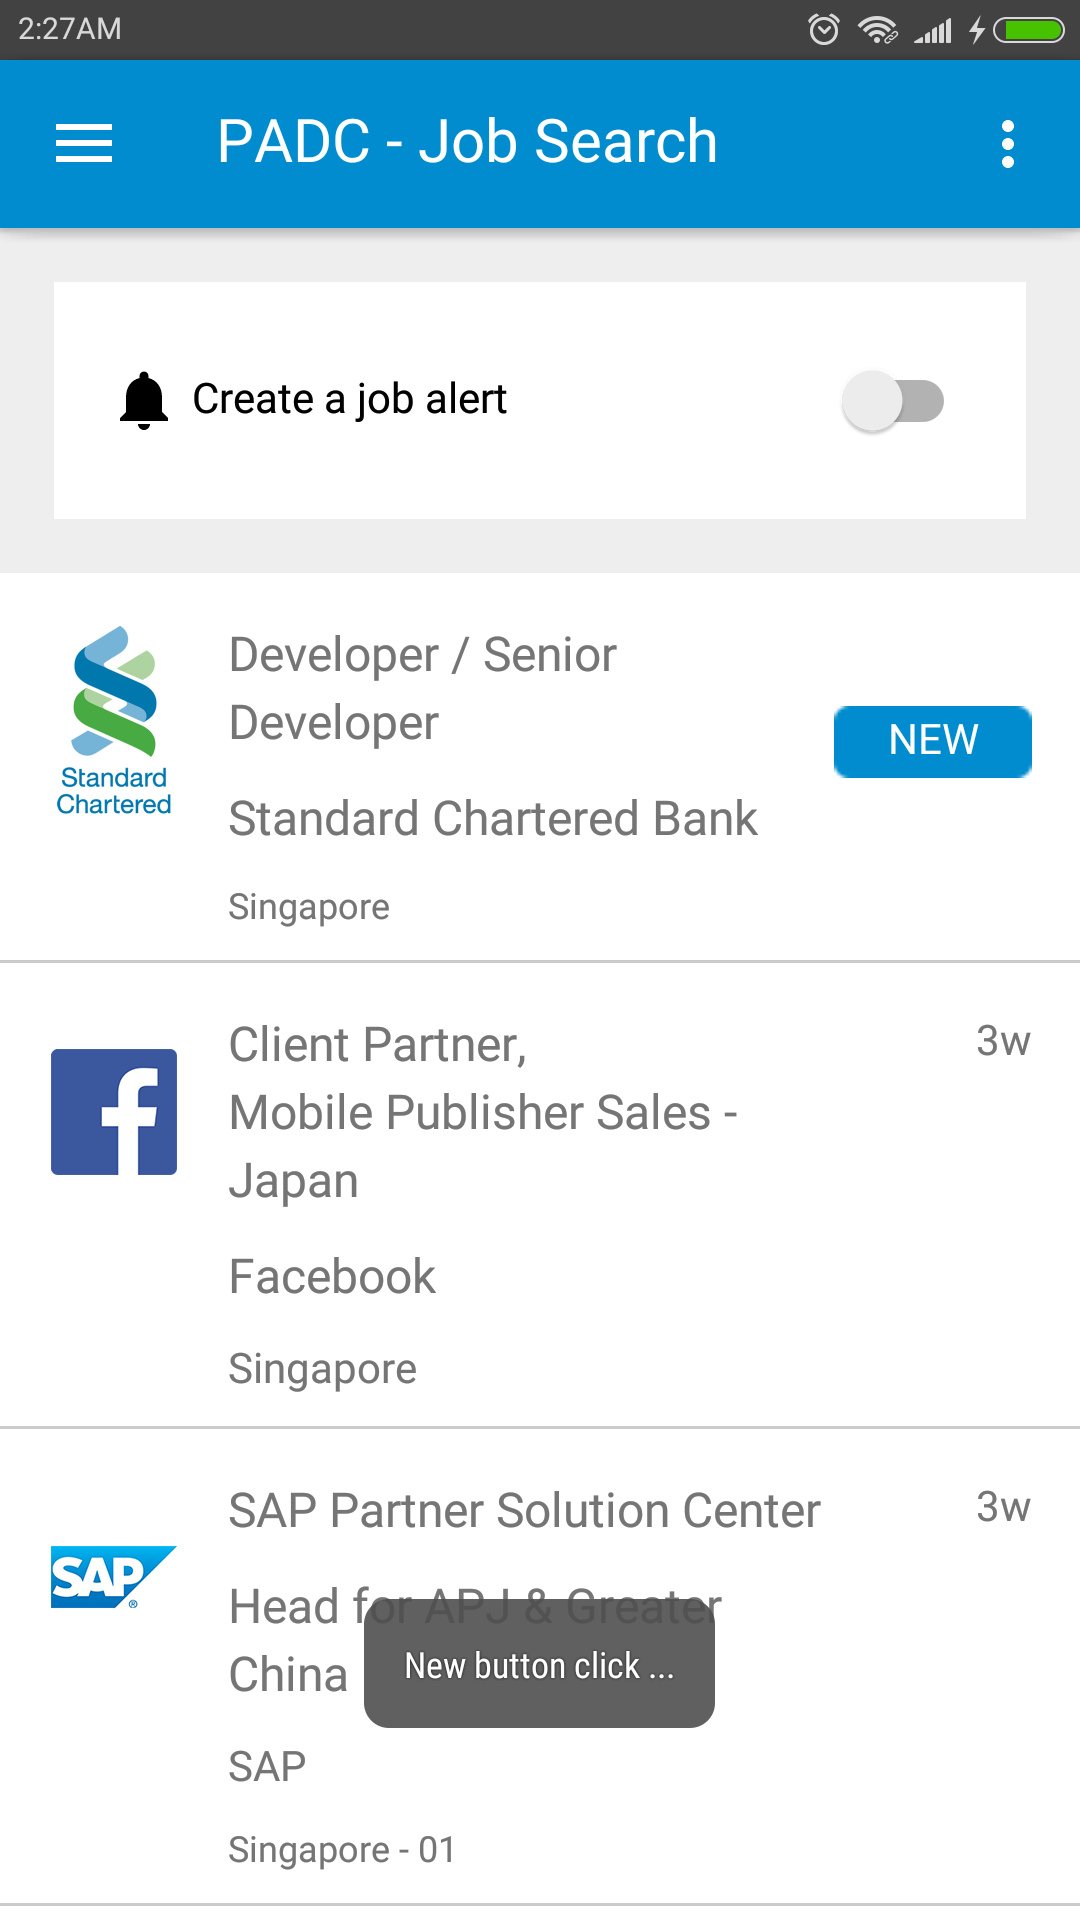 2:27AM
PADC - Job Search
Create a job alert
Standard
Chartered
Developer / Senior
Developer
NEW
Standard Chartered Bank
Singapore
Client Partner,
3w
Mobile Publisher Sales -
Japan
Facebook
Singapore
SAP
®
SAP Partner Solution Center
3w
Head for APJ & Greater
China
New button click ...
SAP
Singapore - 01